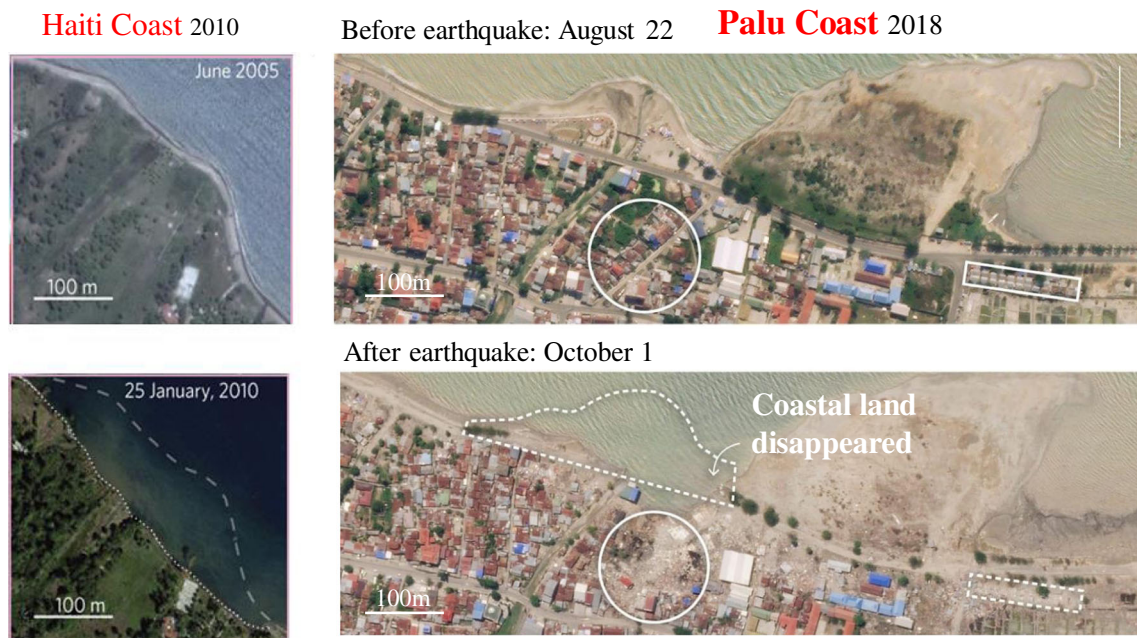 Haiti Coast 2010
Before earthquake: August 22
Palu Coast 2018
June 2005
100 m
100m
After earthquake: October 1
25 January, 2010
Coastal land
disappeared
100 m
100m